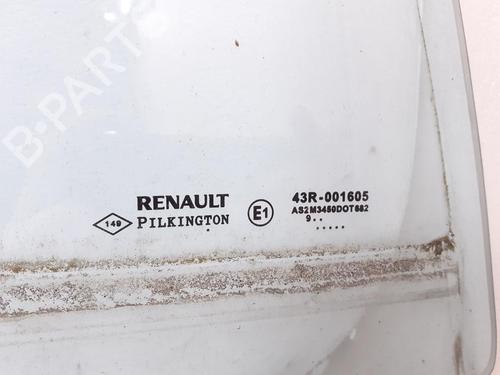 B-PARTS
RENAULT
149 PILKINGTON
E1
43R-001605
AS2M3450DOT682
9..
.....